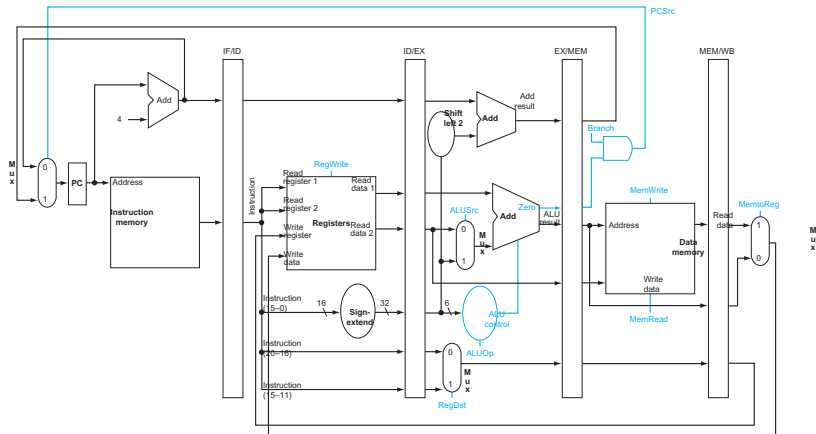 PCSrc
IF/ID
ID/EX
EX/MEM
MEM/WB
Add
4
Add
result
Shift
left 2
Add
Branch
M
u
x
0
1
PC
Address
Instruction
memory
Instruction
RegWrite
Read
register 1
Read
data 1
Read
register 2
Registers
Write
register
Read
data 2
Write
data
ALUSrc
0
M
u
x
1
Add
Zero
ALU
result
MemWrite
Address
Data
memory
Write
data
MemRead
Read
data
MemtoReg
1
0
M
u
x
Instruction
(15–0)
16
Sign-
extend
32
6
ALU
control
ALUOp
Instruction
(20–16)
0
M
u
x
1
Instruction
(15–11)
RegDst